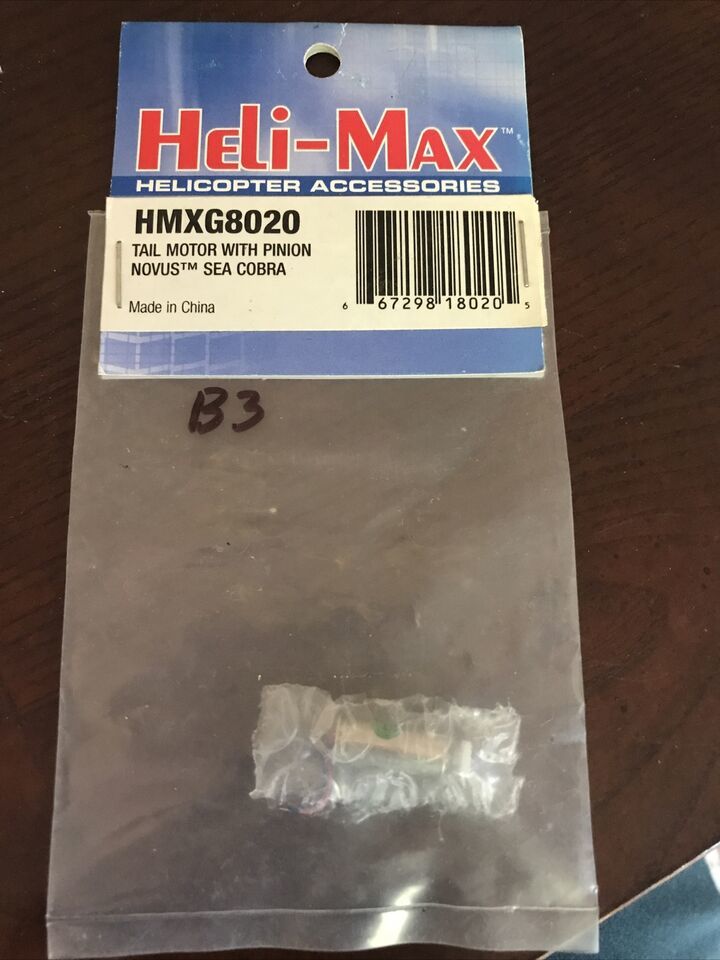 HELI-MAX™
HELICOPTER ACCESSORIES
HMXG8020
TAIL MOTOR WITH PINION
NOVUS™ SEA COBRA
Made in China
6 67298 18020 5
B3